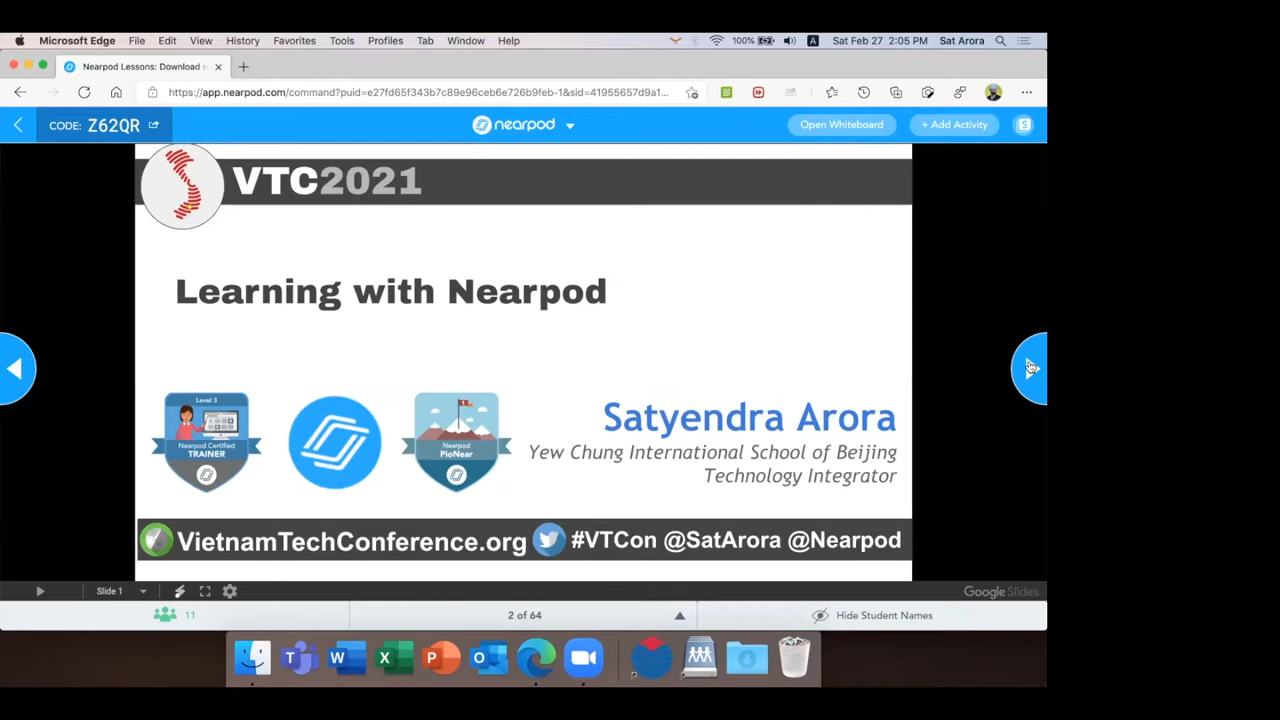 Microsoft Edge File Edit View History Favorites Tools Profiles Tab Window Help 100% A Sat Feb 27 2:05 PM Sat Arora
Nearpod Lessons: Download r
https://app.nearpod.com/command?puid=e27fd65f343b7c89e96ceb6e726b9feb-1&sid=41955657d9a1...
CODE: Z62QR nearpod Open Whiteboard + Add Activity S
VTC2021
Learning with Nearpod
Level 3
Nearpod Certified
TRAINER
1
Nearpod
PioNear
Satyendra Arora
Yew Chung International School of Beijing
Technology Integrator
VietnamTechConference.org #VTCon @SatArora @Nearpod
Slide 1 Google Slides
11 2 of 64 Hide Student Names
T W X P O